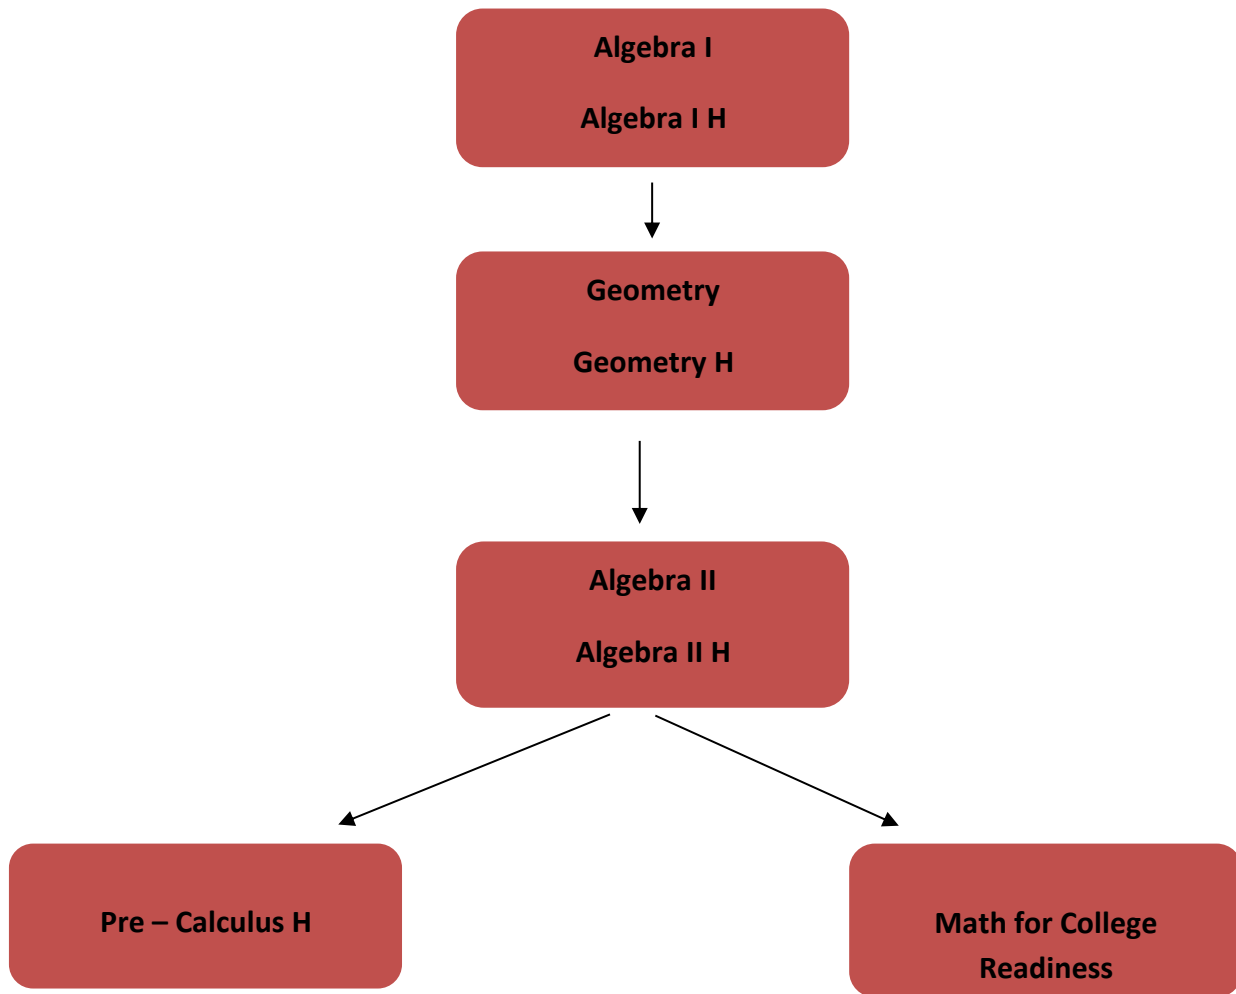 Algebra I
Algebra I H
Geometry
Geometry H
Algebra II
Algebra II H
Pre – Calculus H
Math for College
Readiness